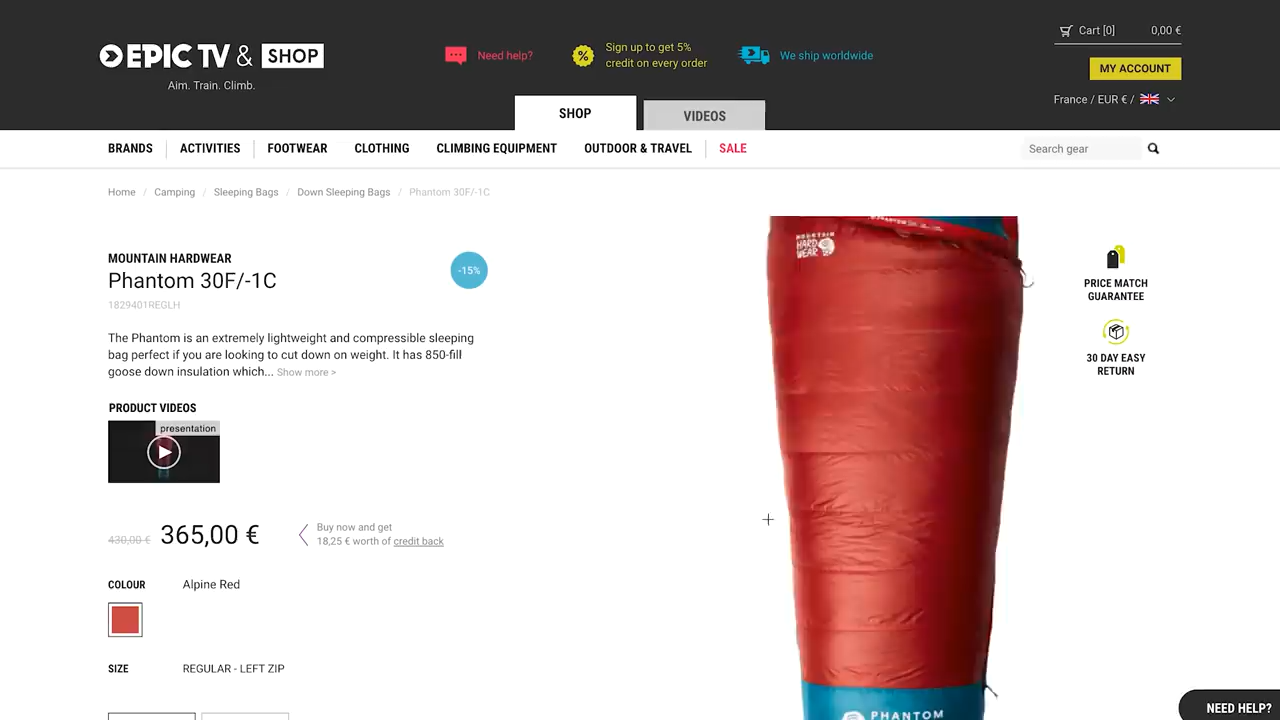 EPIC TV & SHOP
Aim. Train. Climb.
Need help?
Sign up to get 5%
credit on every order
We ship worldwide
Cart [0] 0,00 €
MY ACCOUNT
France / EUR € /
SHOP
VIDEOS
BRANDS
ACTIVITIES
FOOTWEAR
CLOTHING
CLIMBING EQUIPMENT
OUTDOOR & TRAVEL
SALE
Search gear
Home / Camping / Sleeping Bags / Down Sleeping Bags / Phantom 30F/-1C
MOUNTAIN HARDWEAR
Phantom 30F/-1C
-15%
1829401REGLH
The Phantom is an extremely lightweight and compressible sleeping
bag perfect if you are looking to cut down on weight. It has 850-fill
goose down insulation which... Show more >
PRODUCT VIDEOS
presentation
430,00 € 365,00 €
Buy now and get
18,25 € worth of credit back
COLOUR Alpine Red
SIZE REGULAR - LEFT ZIP
MOUNTAIN
HARD
WEAR
PHANTOM
PRICE MATCH
GUARANTEE
30 DAY EASY
RETURN
NEED HELP?